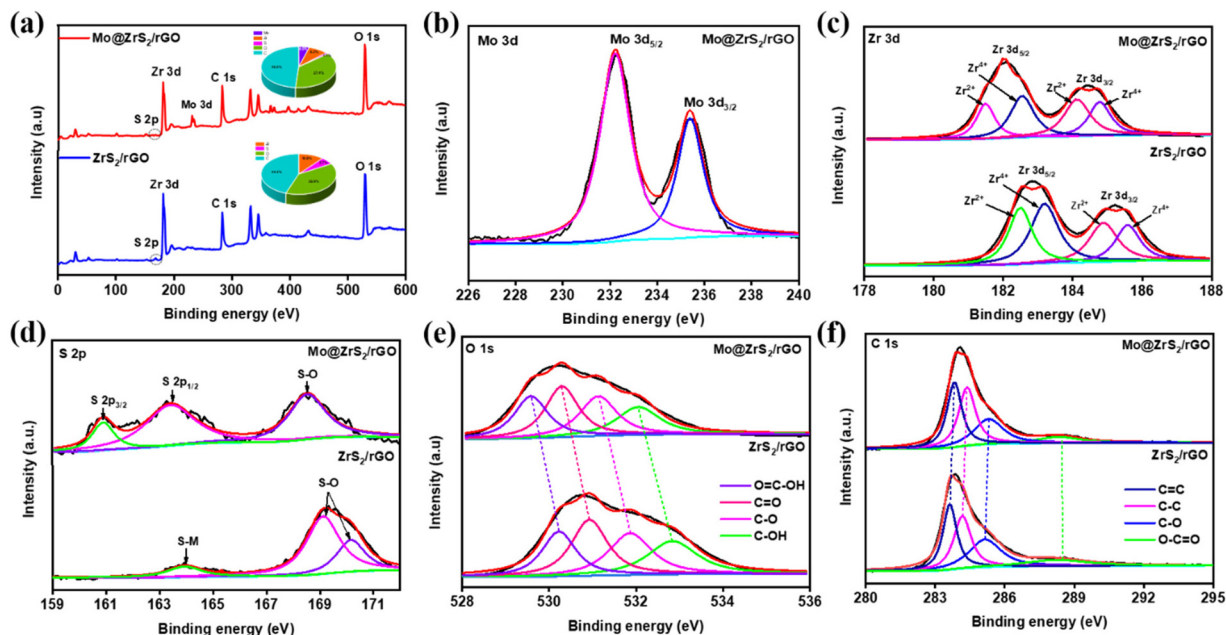 (a)
Mo@ZrS₂/rGO
O 1s
Zr 3d
C 1s
Mo 3d
S 2p
ZrS₂/rGO
O 1s
Zr 3d
C 1s
S 2p
Intensity (a.u)
0 100 200 300 400 500 600
Binding energy (eV)
(b)
Mo 3d
Mo 3d₅/₂
Mo@ZrS₂/rGO
Mo 3d₃/₂
Intensity (a.u)
226 228 230 232 234 236 238 240
Binding energy (eV)
(c)
Zr 3d
Mo@ZrS₂/rGO
Zr 3d₅/₂
Zr⁴⁺
Zr²⁺
Zr 3d₃/₂
Zr²⁺
Zr⁴⁺
ZrS₂/rGO
Zr 3d₅/₂
Zr⁴⁺
Zr²⁺
Zr 3d₃/₂
Zr²⁺
Zr⁴⁺
Intensity (a.u)
178 180 182 184 186 188
Binding energy (eV)
(d)
S 2p
Mo@ZrS₂/rGO
S 2p₃/₂
S 2p₁/₂
S-O
ZrS₂/rGO
S-M
S-O
Intensity (a.u.)
159 161 163 165 167 169 171
Binding energy (eV)
(e)
O 1s
Mo@ZrS₂/rGO
ZrS₂/rGO
O=C-OH
C=O
C-O
C-OH
Intensity (a.u.)
528 530 532 534 536
Binding energy (eV)
(f)
C 1s
Mo@ZrS₂/rGO
ZrS₂/rGO
C=C
C-C
C-O
O-C=O
Intensity (a.u.)
280 283 286 289 292 295
Binding energy (eV)